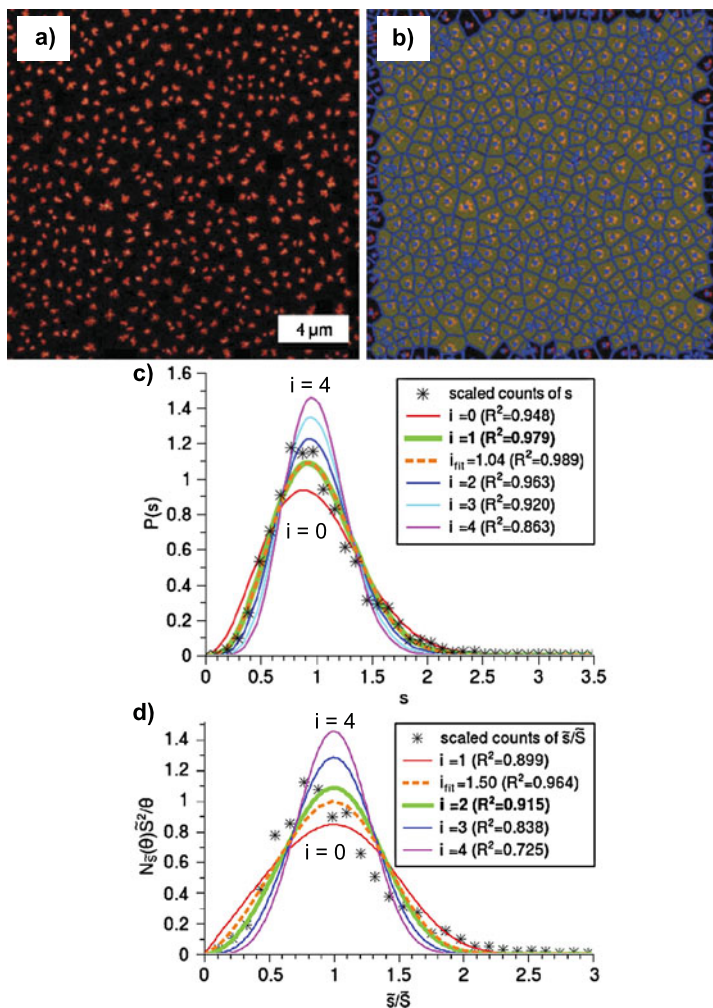 a)
b)
4 µm
c)
1.6
1.4
1.2
1
0.8
0.6
0.4
0.2
0
P(s)
i = 4
i = 0
scaled counts of s
i =0 (R²=0.948)
i =1 (R²=0.979)
i_fit=1.04 (R²=0.989)
i =2 (R²=0.963)
i =3 (R²=0.920)
i =4 (R²=0.863)
0.0 0.5 1.0 1.5 2.0 2.5 3.0 3.5
s
d)
1.4
1.2
1
0.8
0.6
0.4
0.2
0
N_s̃(θ)S̃²/θ
i = 4
i = 0
scaled counts of s̃/S̃
i =1 (R²=0.899)
i_fit=1.50 (R²=0.964)
i =2 (R²=0.915)
i =3 (R²=0.838)
i =4 (R²=0.725)
0 0.5 1 1.5 2 2.5 3
s̃/S̃